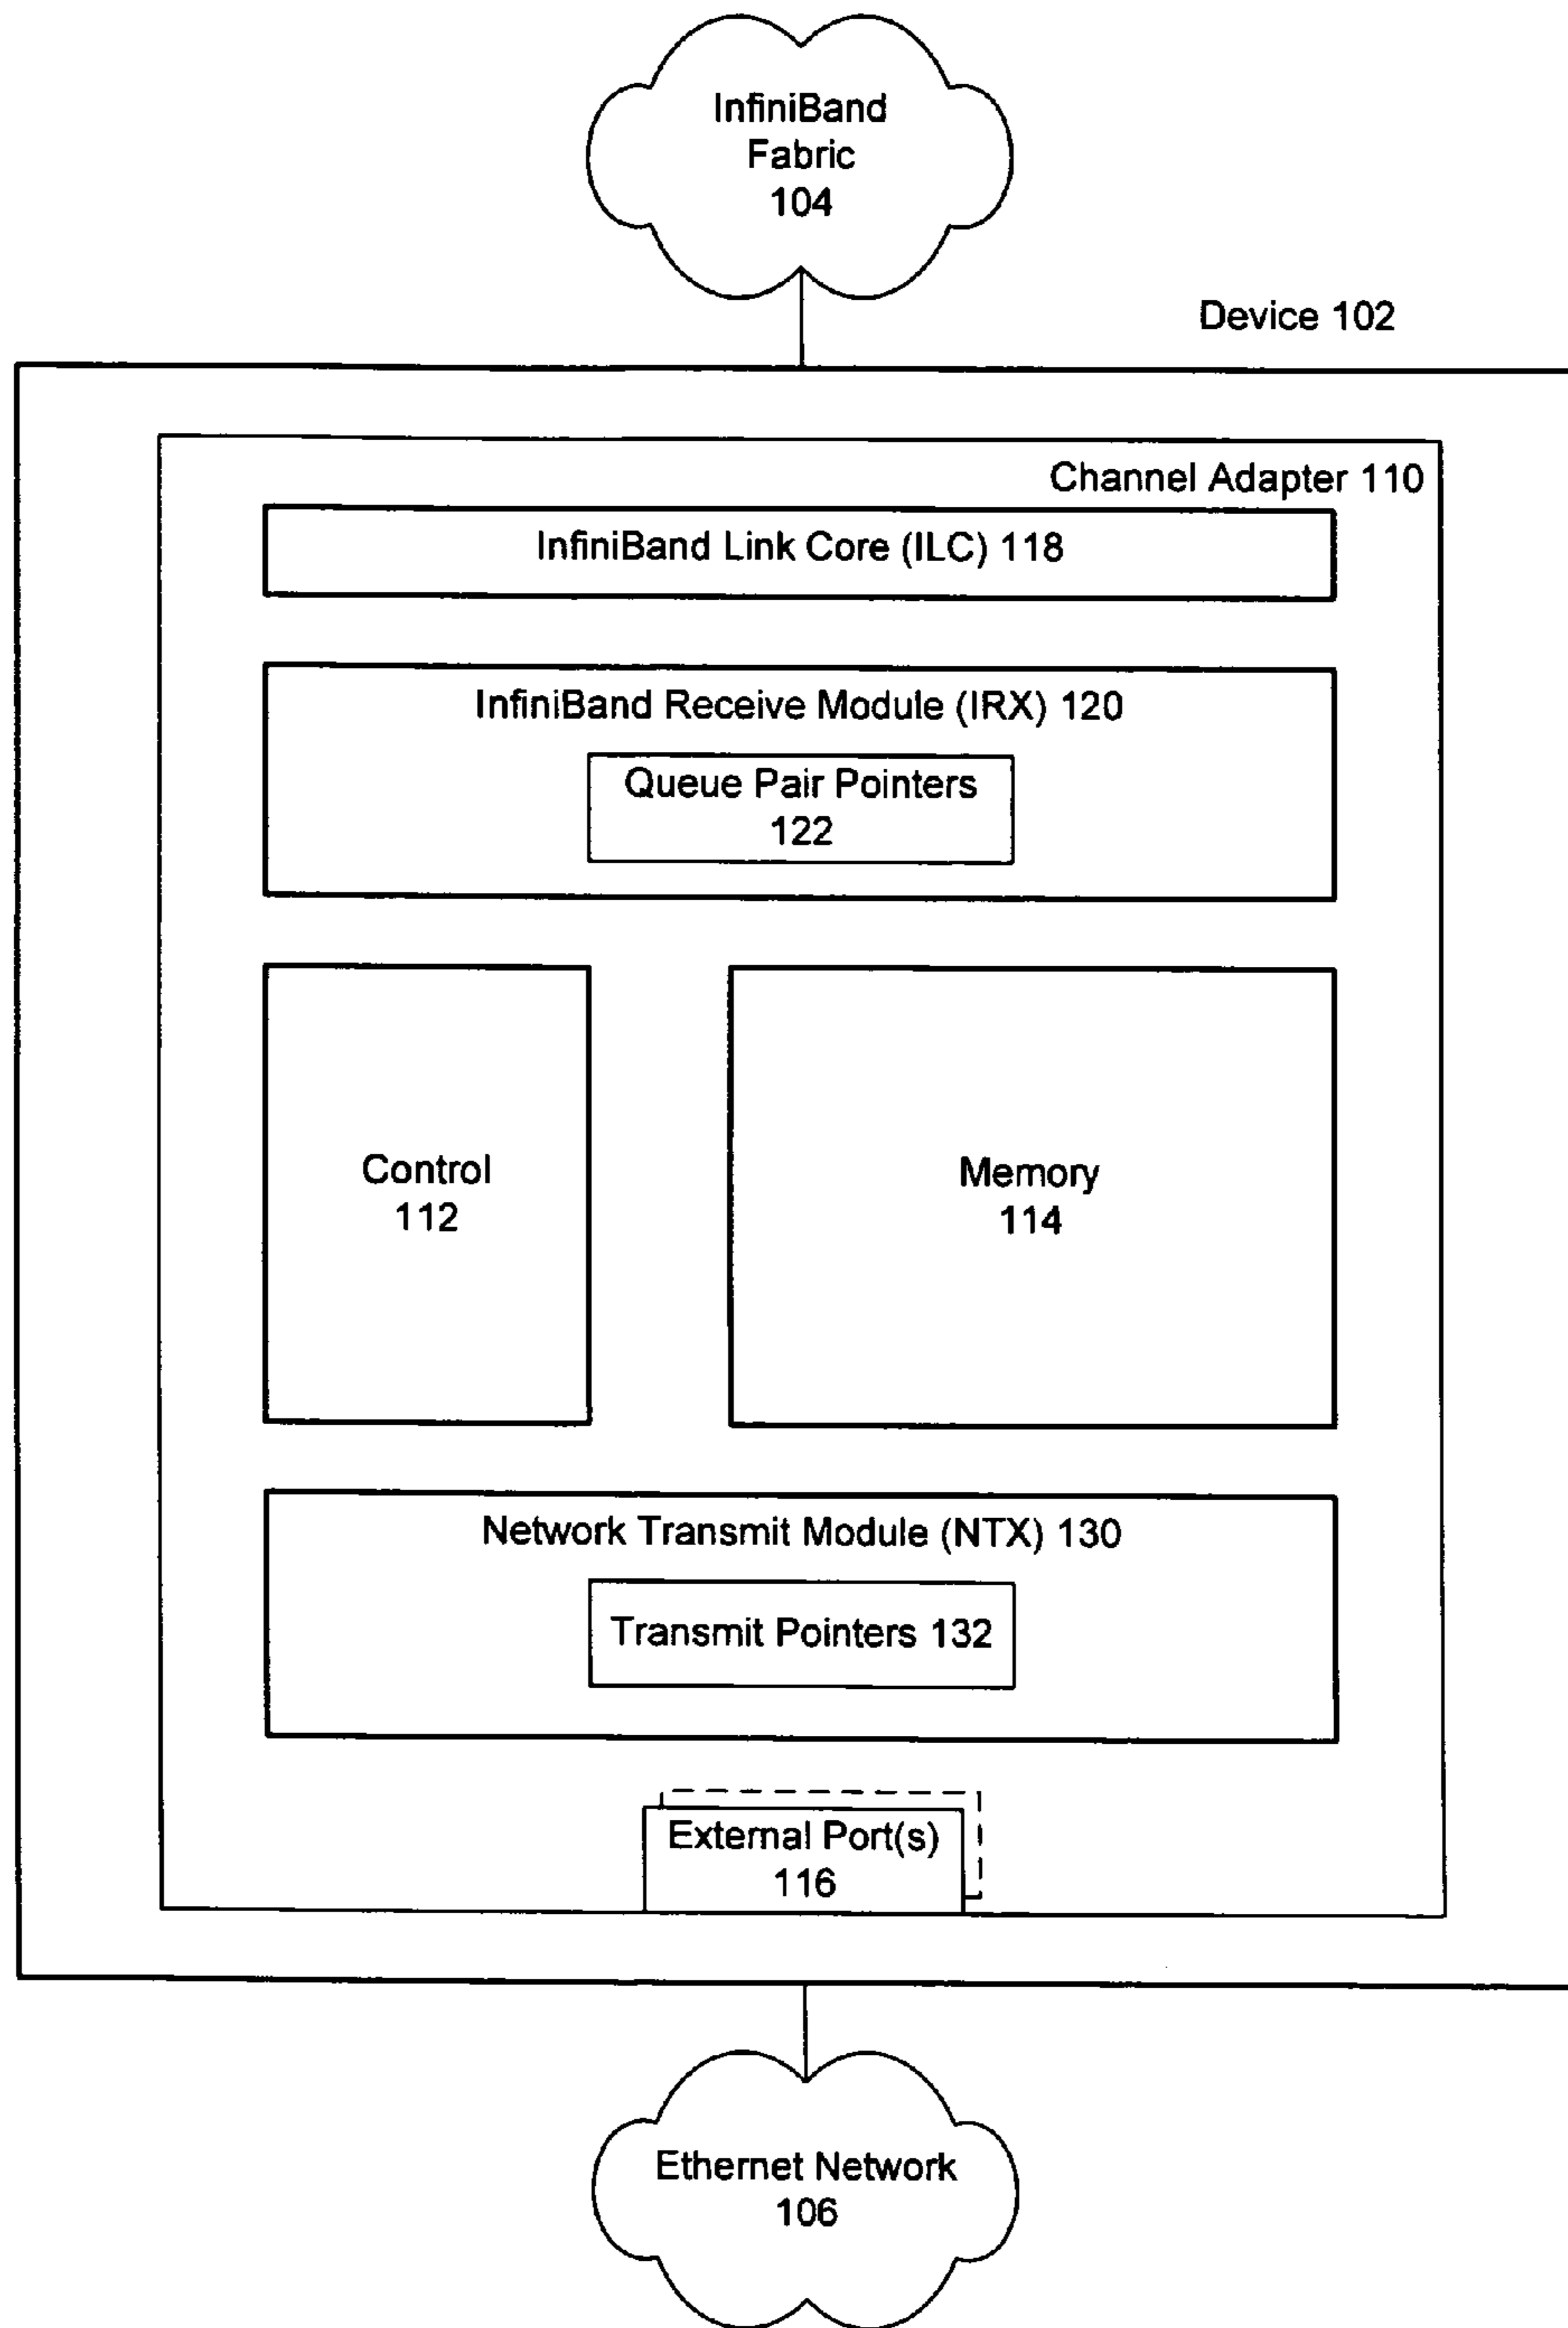 InfiniBand
Fabric
104
Device 102
Channel Adapter 110
InfiniBand Link Core (ILC) 118
InfiniBand Receive Module (IRX) 120
Queue Pair Pointers
122
Control
112
Memory
114
Network Transmit Module (NTX) 130
Transmit Pointers 132
External Port(s)
116
Ethernet Network
106